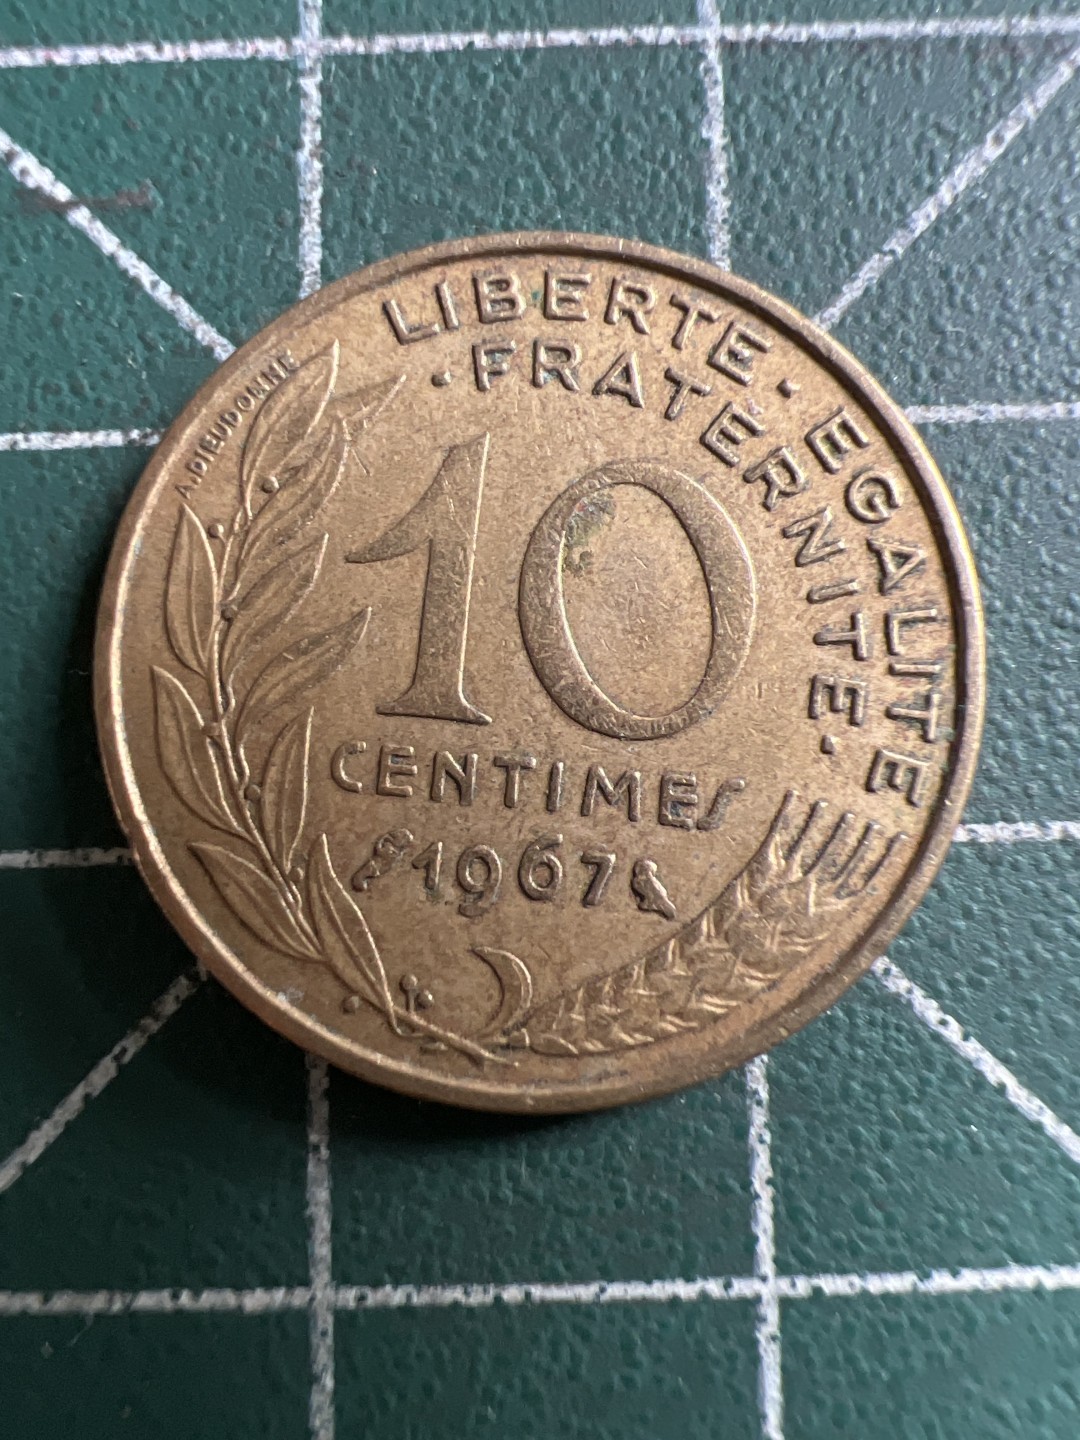 LIBERTE · EGALITE
· FRATERNITE ·
A.DIEUDONNE
10
CENTIMES
1967